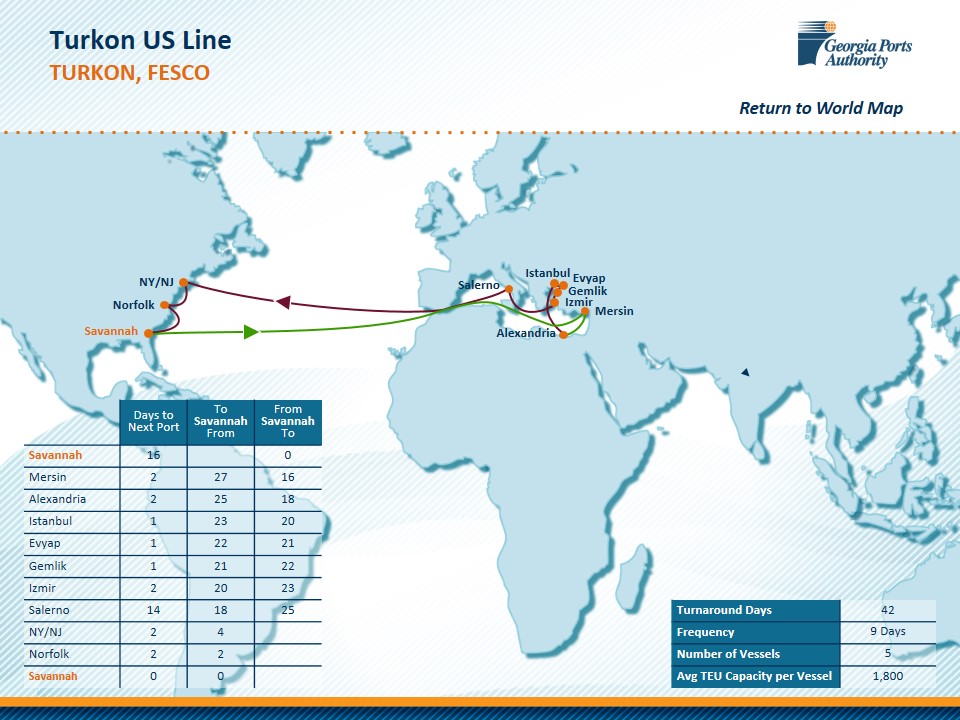 Turkon US Line
TURKON, FESCO
Georgia Ports
Authority
Return to World Map
NY/NJ
Norfolk
Savannah
Salerno
Istanbul
Evyap
Gemlik
Izmir
Mersin
Alexandria
Days to Next Port | To Savannah From | From Savannah To
Savannah 16 0
Mersin 2 27 16
Alexandria 2 25 18
Istanbul 1 23 20
Evyap 1 22 21
Gemlik 1 21 22
Izmir 2 20 23
Salerno 14 18 25
NY/NJ 2 4
Norfolk 2 2
Savannah 0 0
Turnaround Days 42
Frequency 9 Days
Number of Vessels 5
Avg TEU Capacity per Vessel 1,800